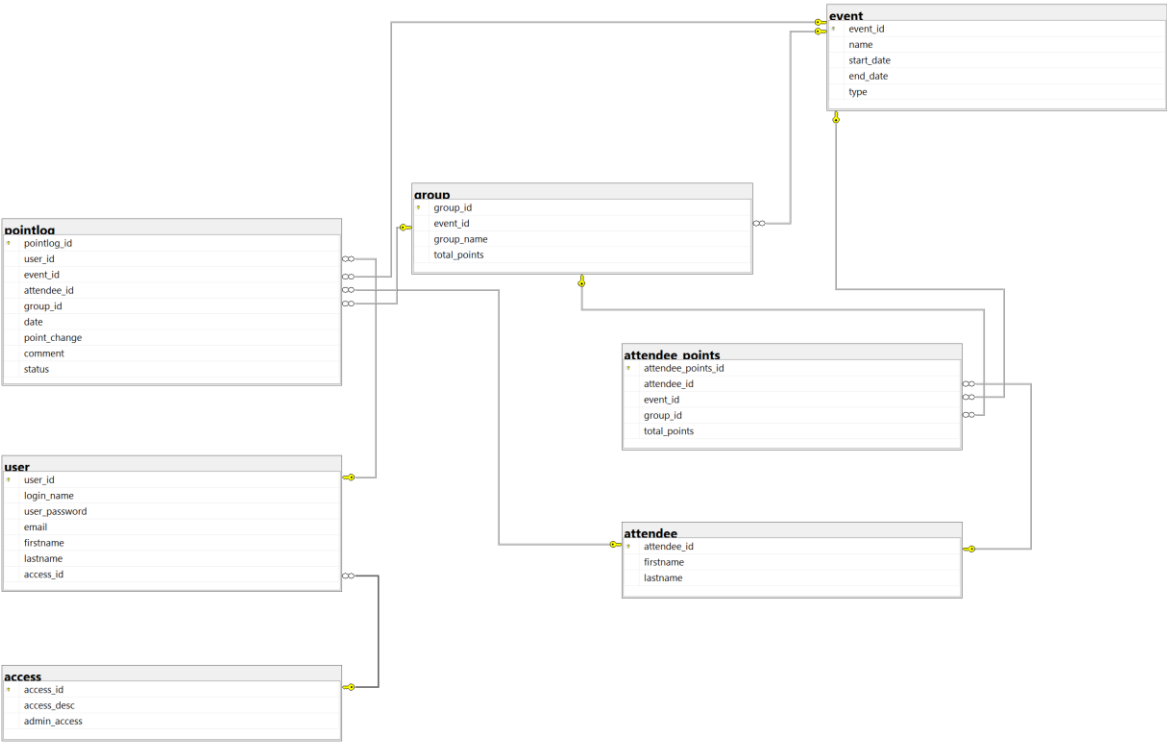 event
event_id
name
start_date
end_date
type
group
group_id
event_id
group_name
total_points
pointlog
pointlog_id
user_id
event_id
attendee_id
group_id
date
point_change
comment
status
attendee_points
attendee_points_id
attendee_id
event_id
group_id
total_points
user
user_id
login_name
user_password
email
firstname
lastname
access_id
attendee
attendee_id
firstname
lastname
access
access_id
access_desc
admin_access